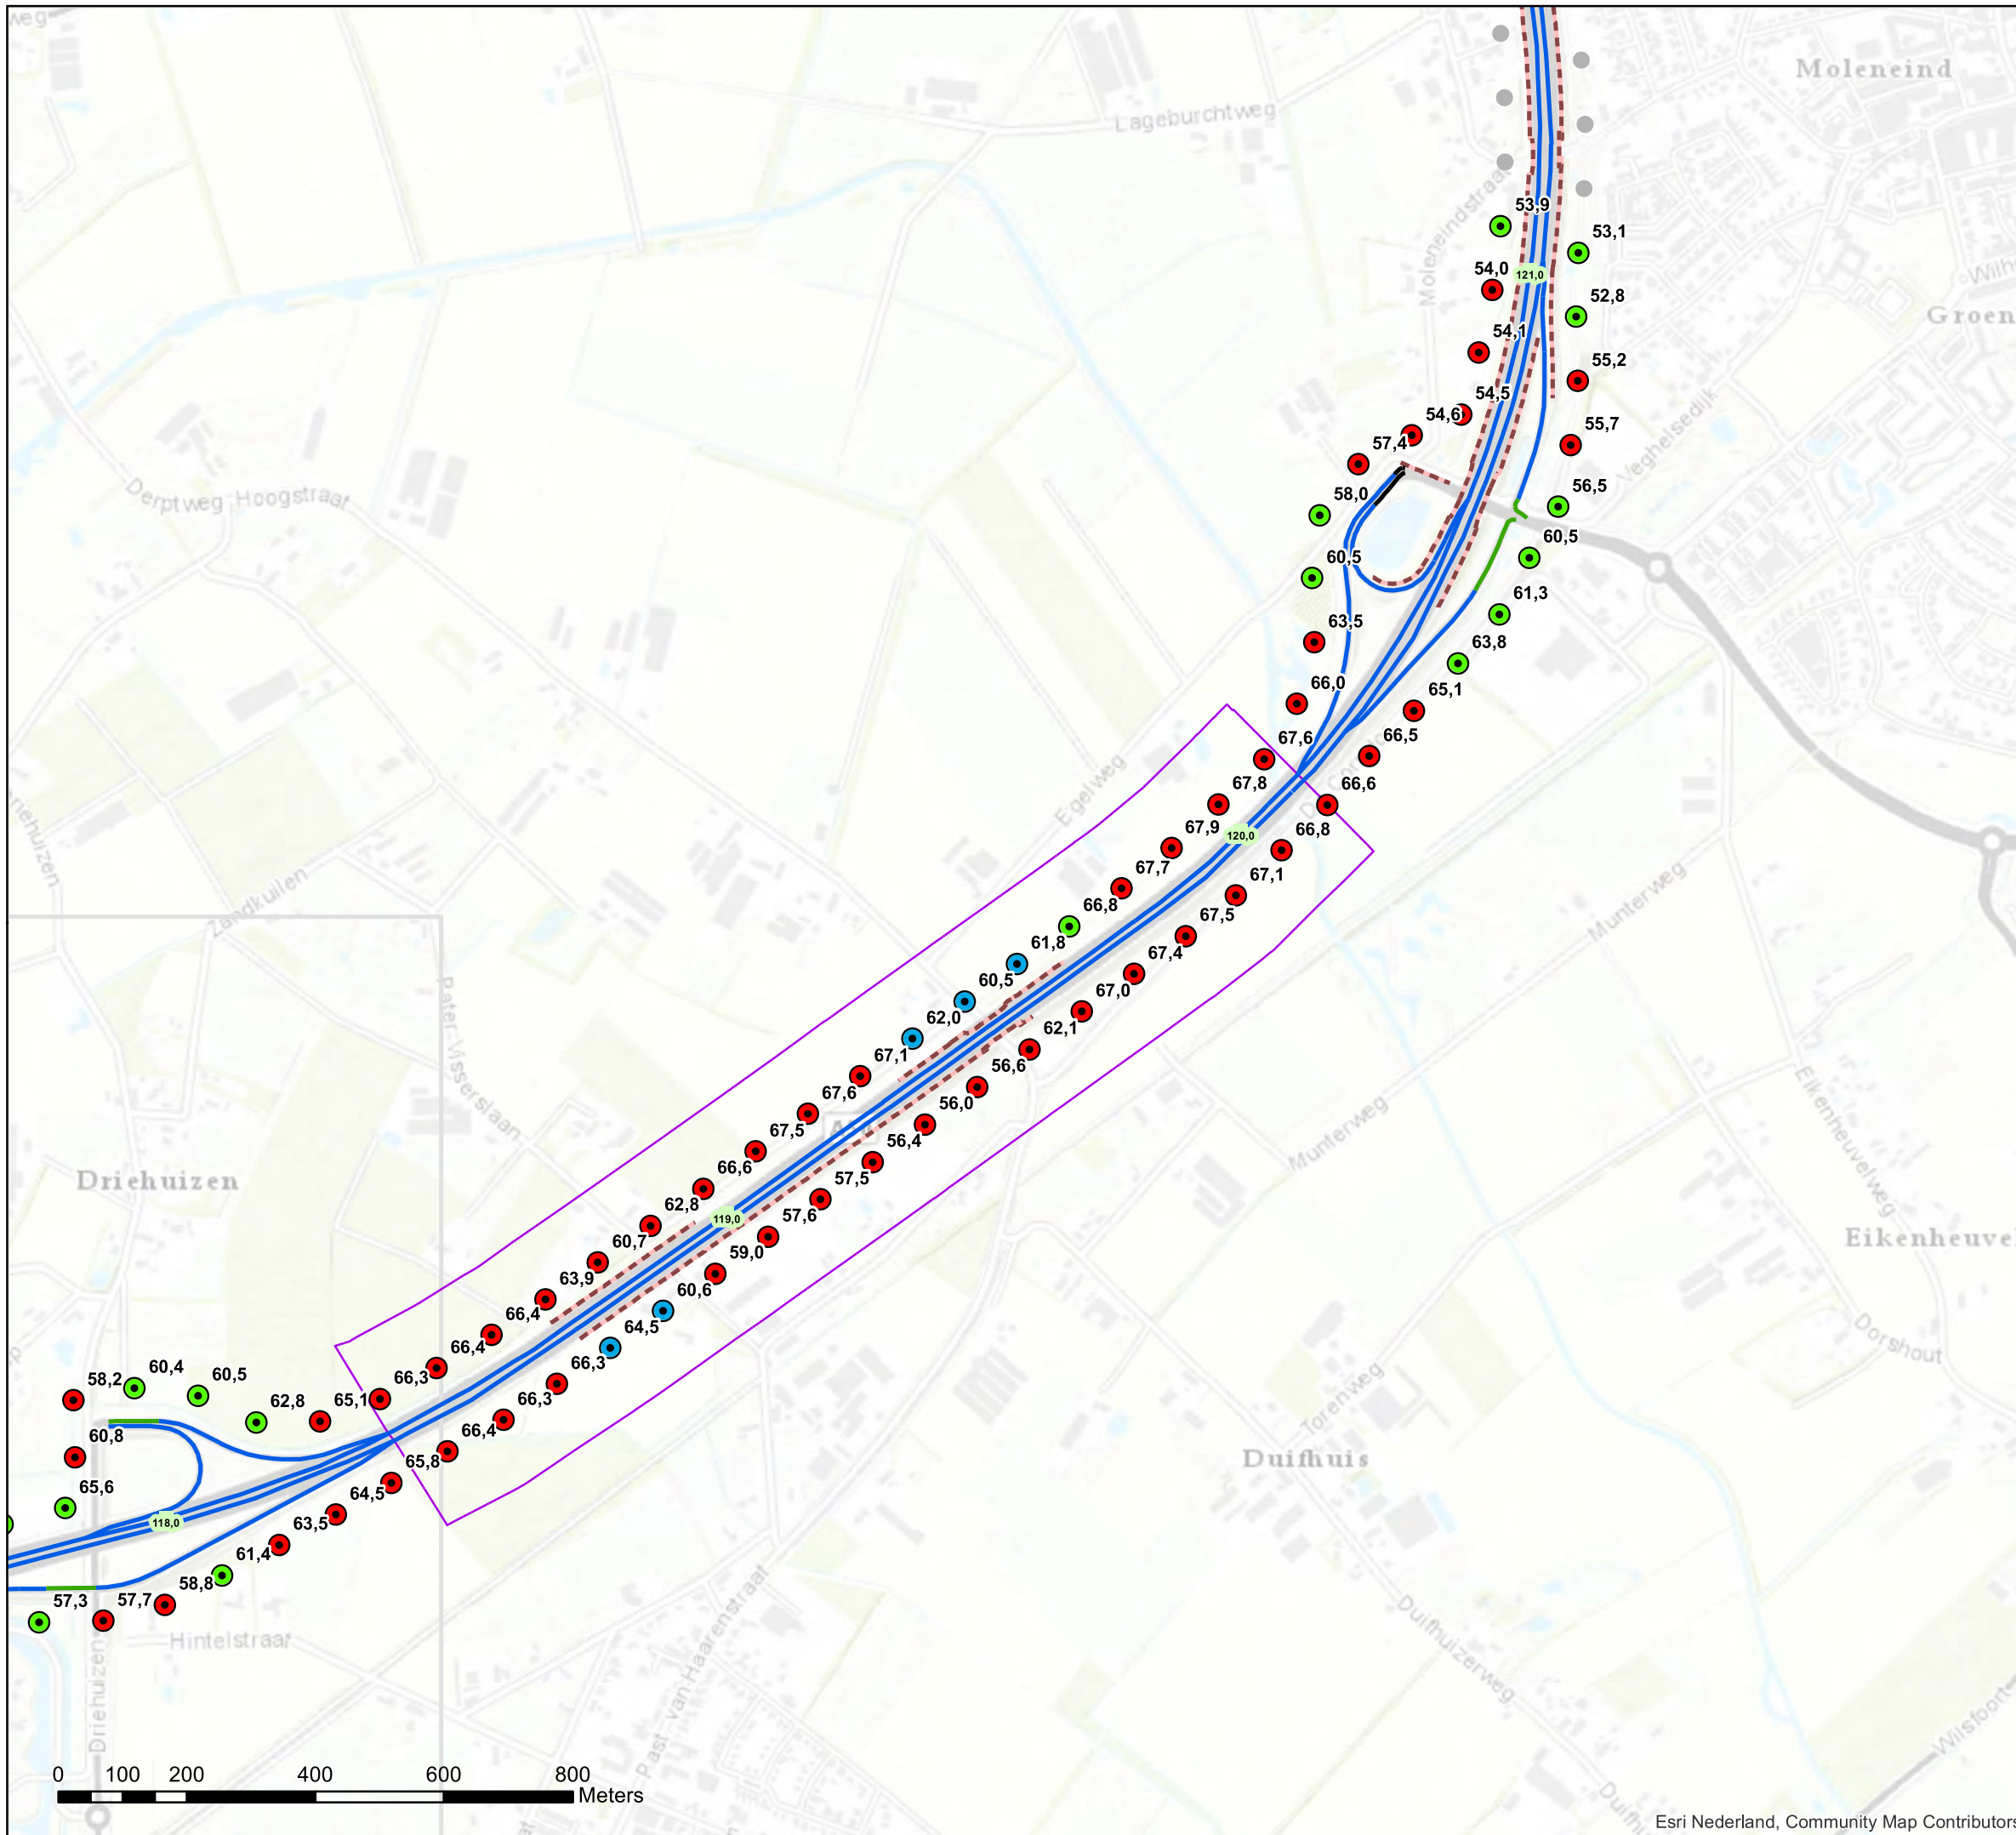 weg
Moleneind
Lageburchtweg
Moleneindstraat
53,9
53,1
54,0
121,0
52,8
Wilh
Groen
54,1
55,2
54,5
54,6
57,4
55,7
Veghelsedijk
Derptweg
Hoogstraat
58,0
56,5
60,5
60,5
61,3
63,5
63,8
66,0
65,1
67,6
66,5
Egelweg
67,8
66,6
67,9
120,0
66,8
67,7
67,1
Zandkuilen
66,8
67,5
Munterweg
61,8
67,4
60,5
67,0
Pater Visserslaan
62,0
62,1
67,1
56,6
67,6
56,0
67,5
56,4
Munterweg
Eikenheuvelweg
66,6
57,5
Driehuizen
62,8
119,0
57,6
60,7
59,0
Eikenheuve
63,9
60,6
66,4
64,5
66,4
66,3
Dorshout
66,3
66,3
58,2
60,4
60,5
62,8
65,1
66,4
Torenweg
60,8
65,8
Duifhuis
65,6
64,5
118,0
63,5
61,4
58,8
57,3
57,7
Hintelstraat
Driehuizen
Past. van Haarenstraat
Duifhuizerweg
Wilsfoort
0 100 200 400 600 800
Meters
Duifh
Esri Nederland, Community Map Contributors